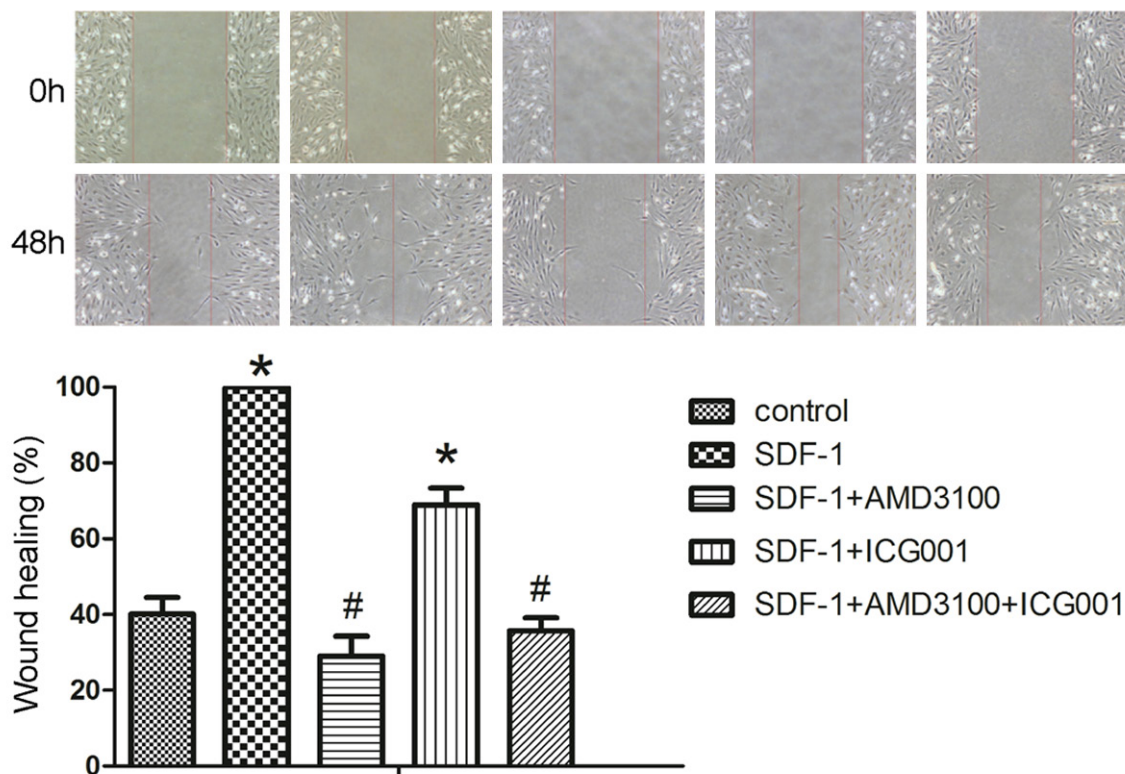 0h
48h
Wound healing (%)
100
80
60
40
20
0
*
#
*
#
control
SDF-1
SDF-1+AMD3100
SDF-1+ICG001
SDF-1+AMD3100+ICG001